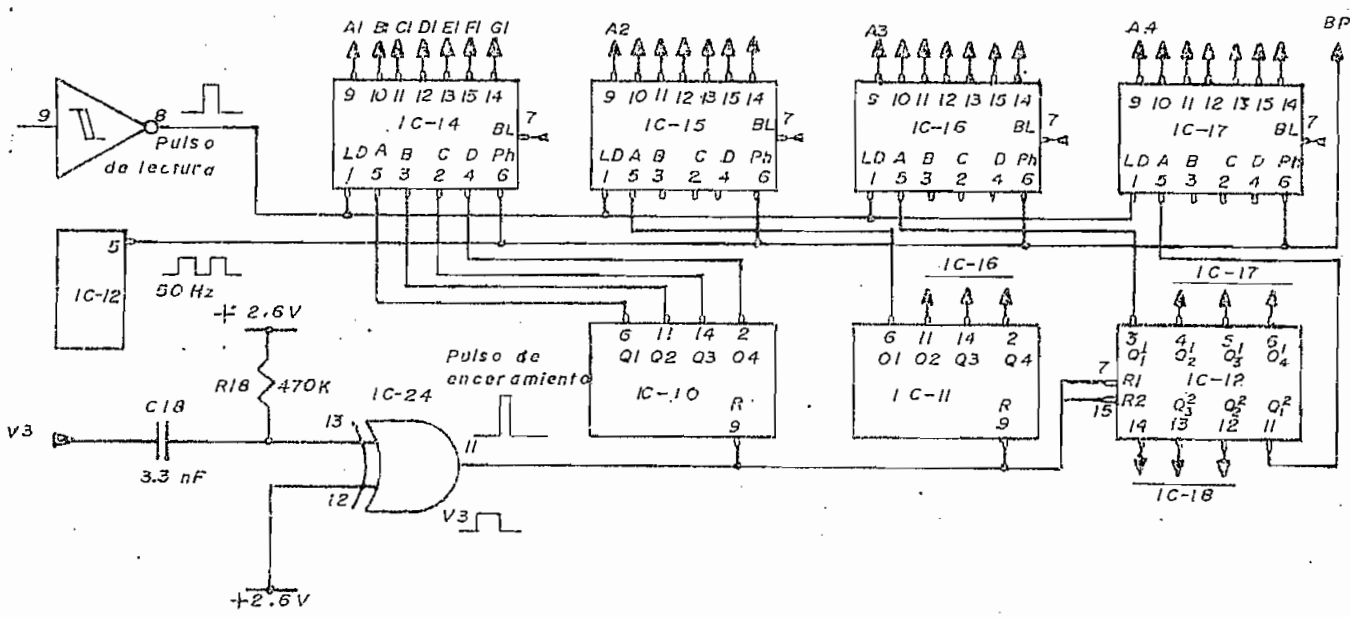 A1 B1 C1 D1 E1 F1 G1
A2
A3
A4
BP
9 10 11 12 13 15 14
9 10 11 12 13 15 14
9 10 11 12 13 15 14
9 10 11 12 13 15 14
IC-14 BL 7
IC-15 BL 7
IC-16 BL 7
IC-17 BL 7
LD A B C D Ph
1 5 3 2 4 6
LD A B C D Ph
1 5 3 2 4 6
LD A B C D Ph
1 5 3 2 4 6
LD A B C D Ph
1 5 3 2 4 6
9
8
Pulso
de lectura
5
IC-12
50 Hz
+ 2.6V
R18 470K
C18
3.3 nF
V3
IC-24
13
12
11
Pulso de
enceramiento
V3
+2.6V
6 11 14 2
Q1 Q2 Q3 Q4
IC-10
R
9
IC-16
6 11 14 2
Q1 Q2 Q3 Q4
IC-11
R
9
IC-17
3 4 5 6
Q1¹ Q2¹ Q3¹ Q4¹
7 R1 IC-12
15 R2
Q3² Q2² Q1²
14 13 12 11
IC-18